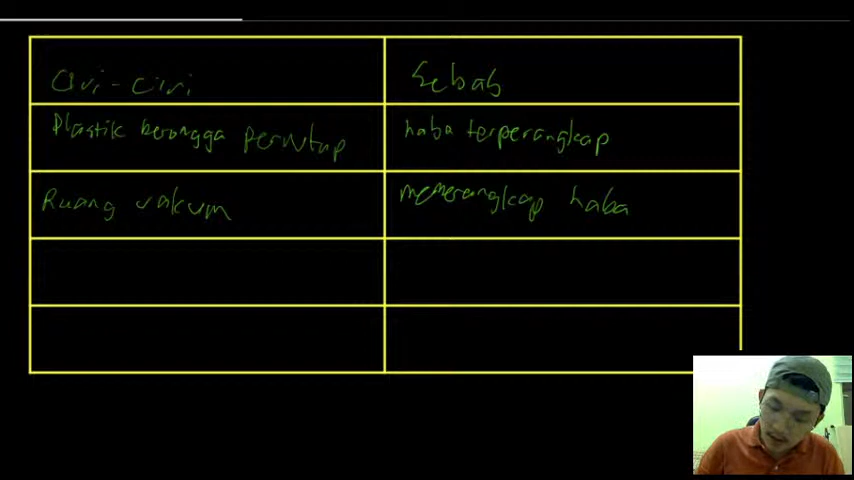 Ciri-ciri
Sebab
Plastik berongga penutup
haba terperangkap
Ruang vakum
memerangkap haba